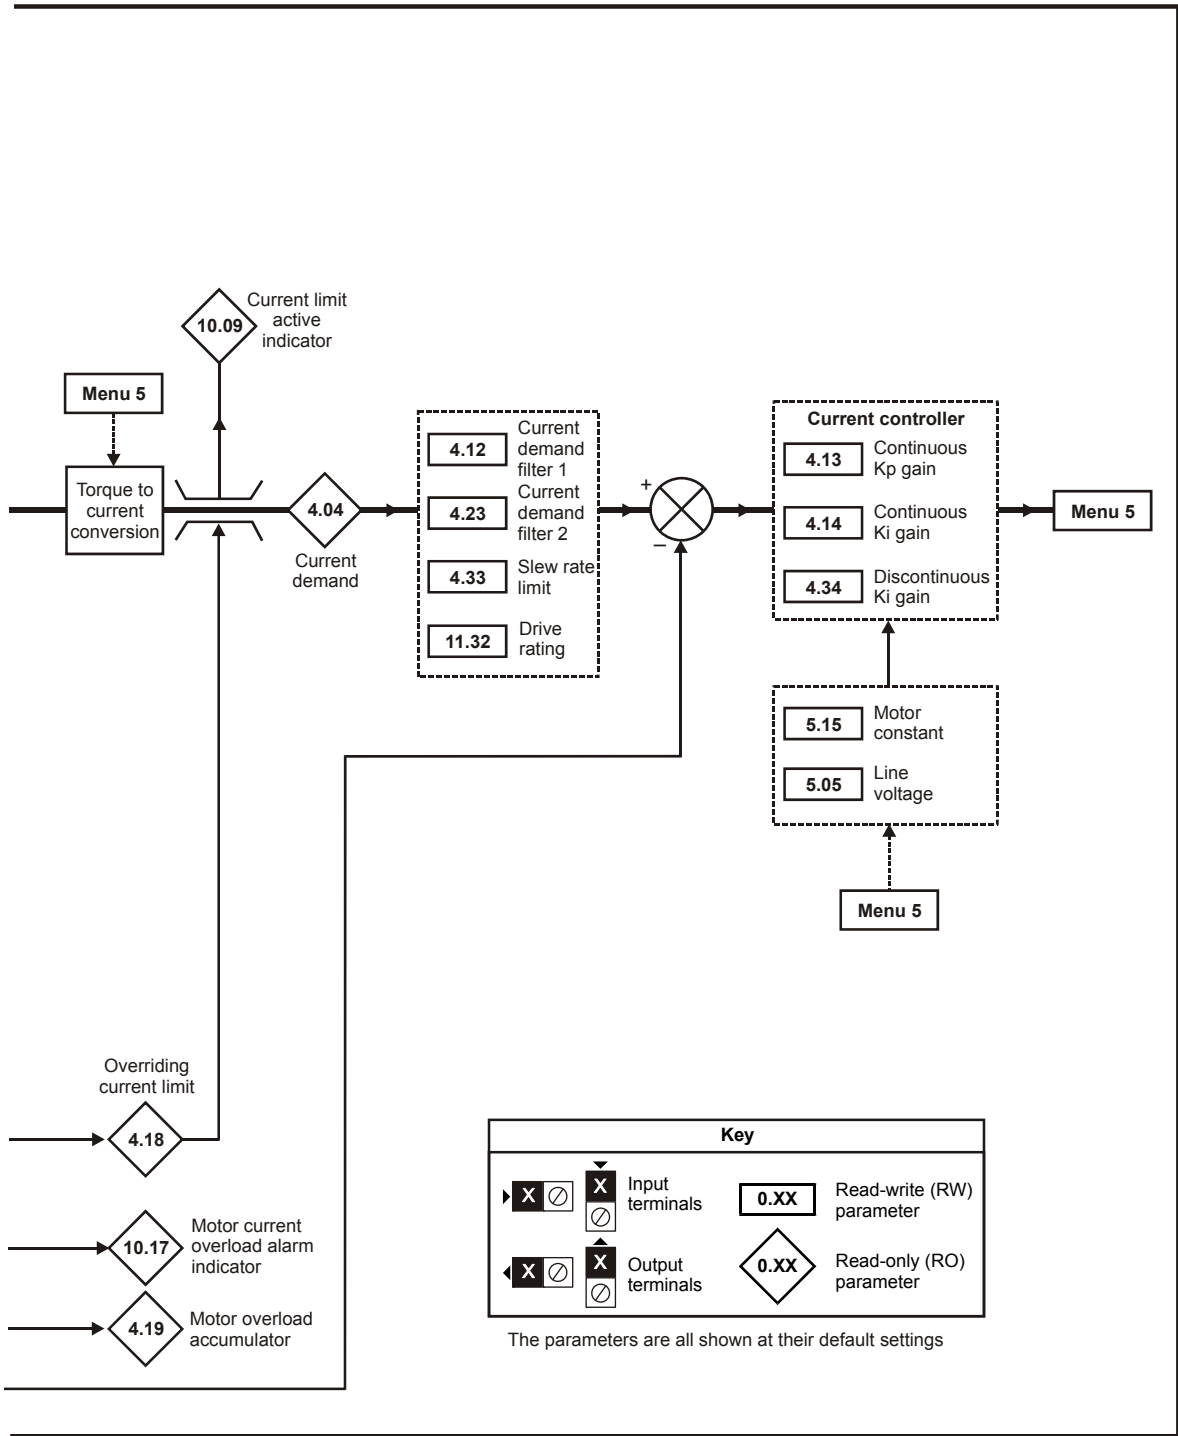 10.09
Current limit
active
indicator
Menu 5
Torque to
current
conversion
4.04
Current
demand
4.12
Current
demand
filter 1
4.23
Current
demand
filter 2
4.33
Slew rate
limit
11.32
Drive
rating
+
–
Current controller
4.13
Continuous
Kp gain
4.14
Continuous
Ki gain
4.34
Discontinuous
Ki gain
Menu 5
5.15
Motor
constant
5.05
Line
voltage
Menu 5
Overriding
current limit
4.18
10.17
Motor current
overload alarm
indicator
4.19
Motor overload
accumulator
Key
X
X
Input
terminals
0.XX
Read-write (RW)
parameter
X
X
Output
terminals
0.XX
Read-only (RO)
parameter
The parameters are all shown at their default settings